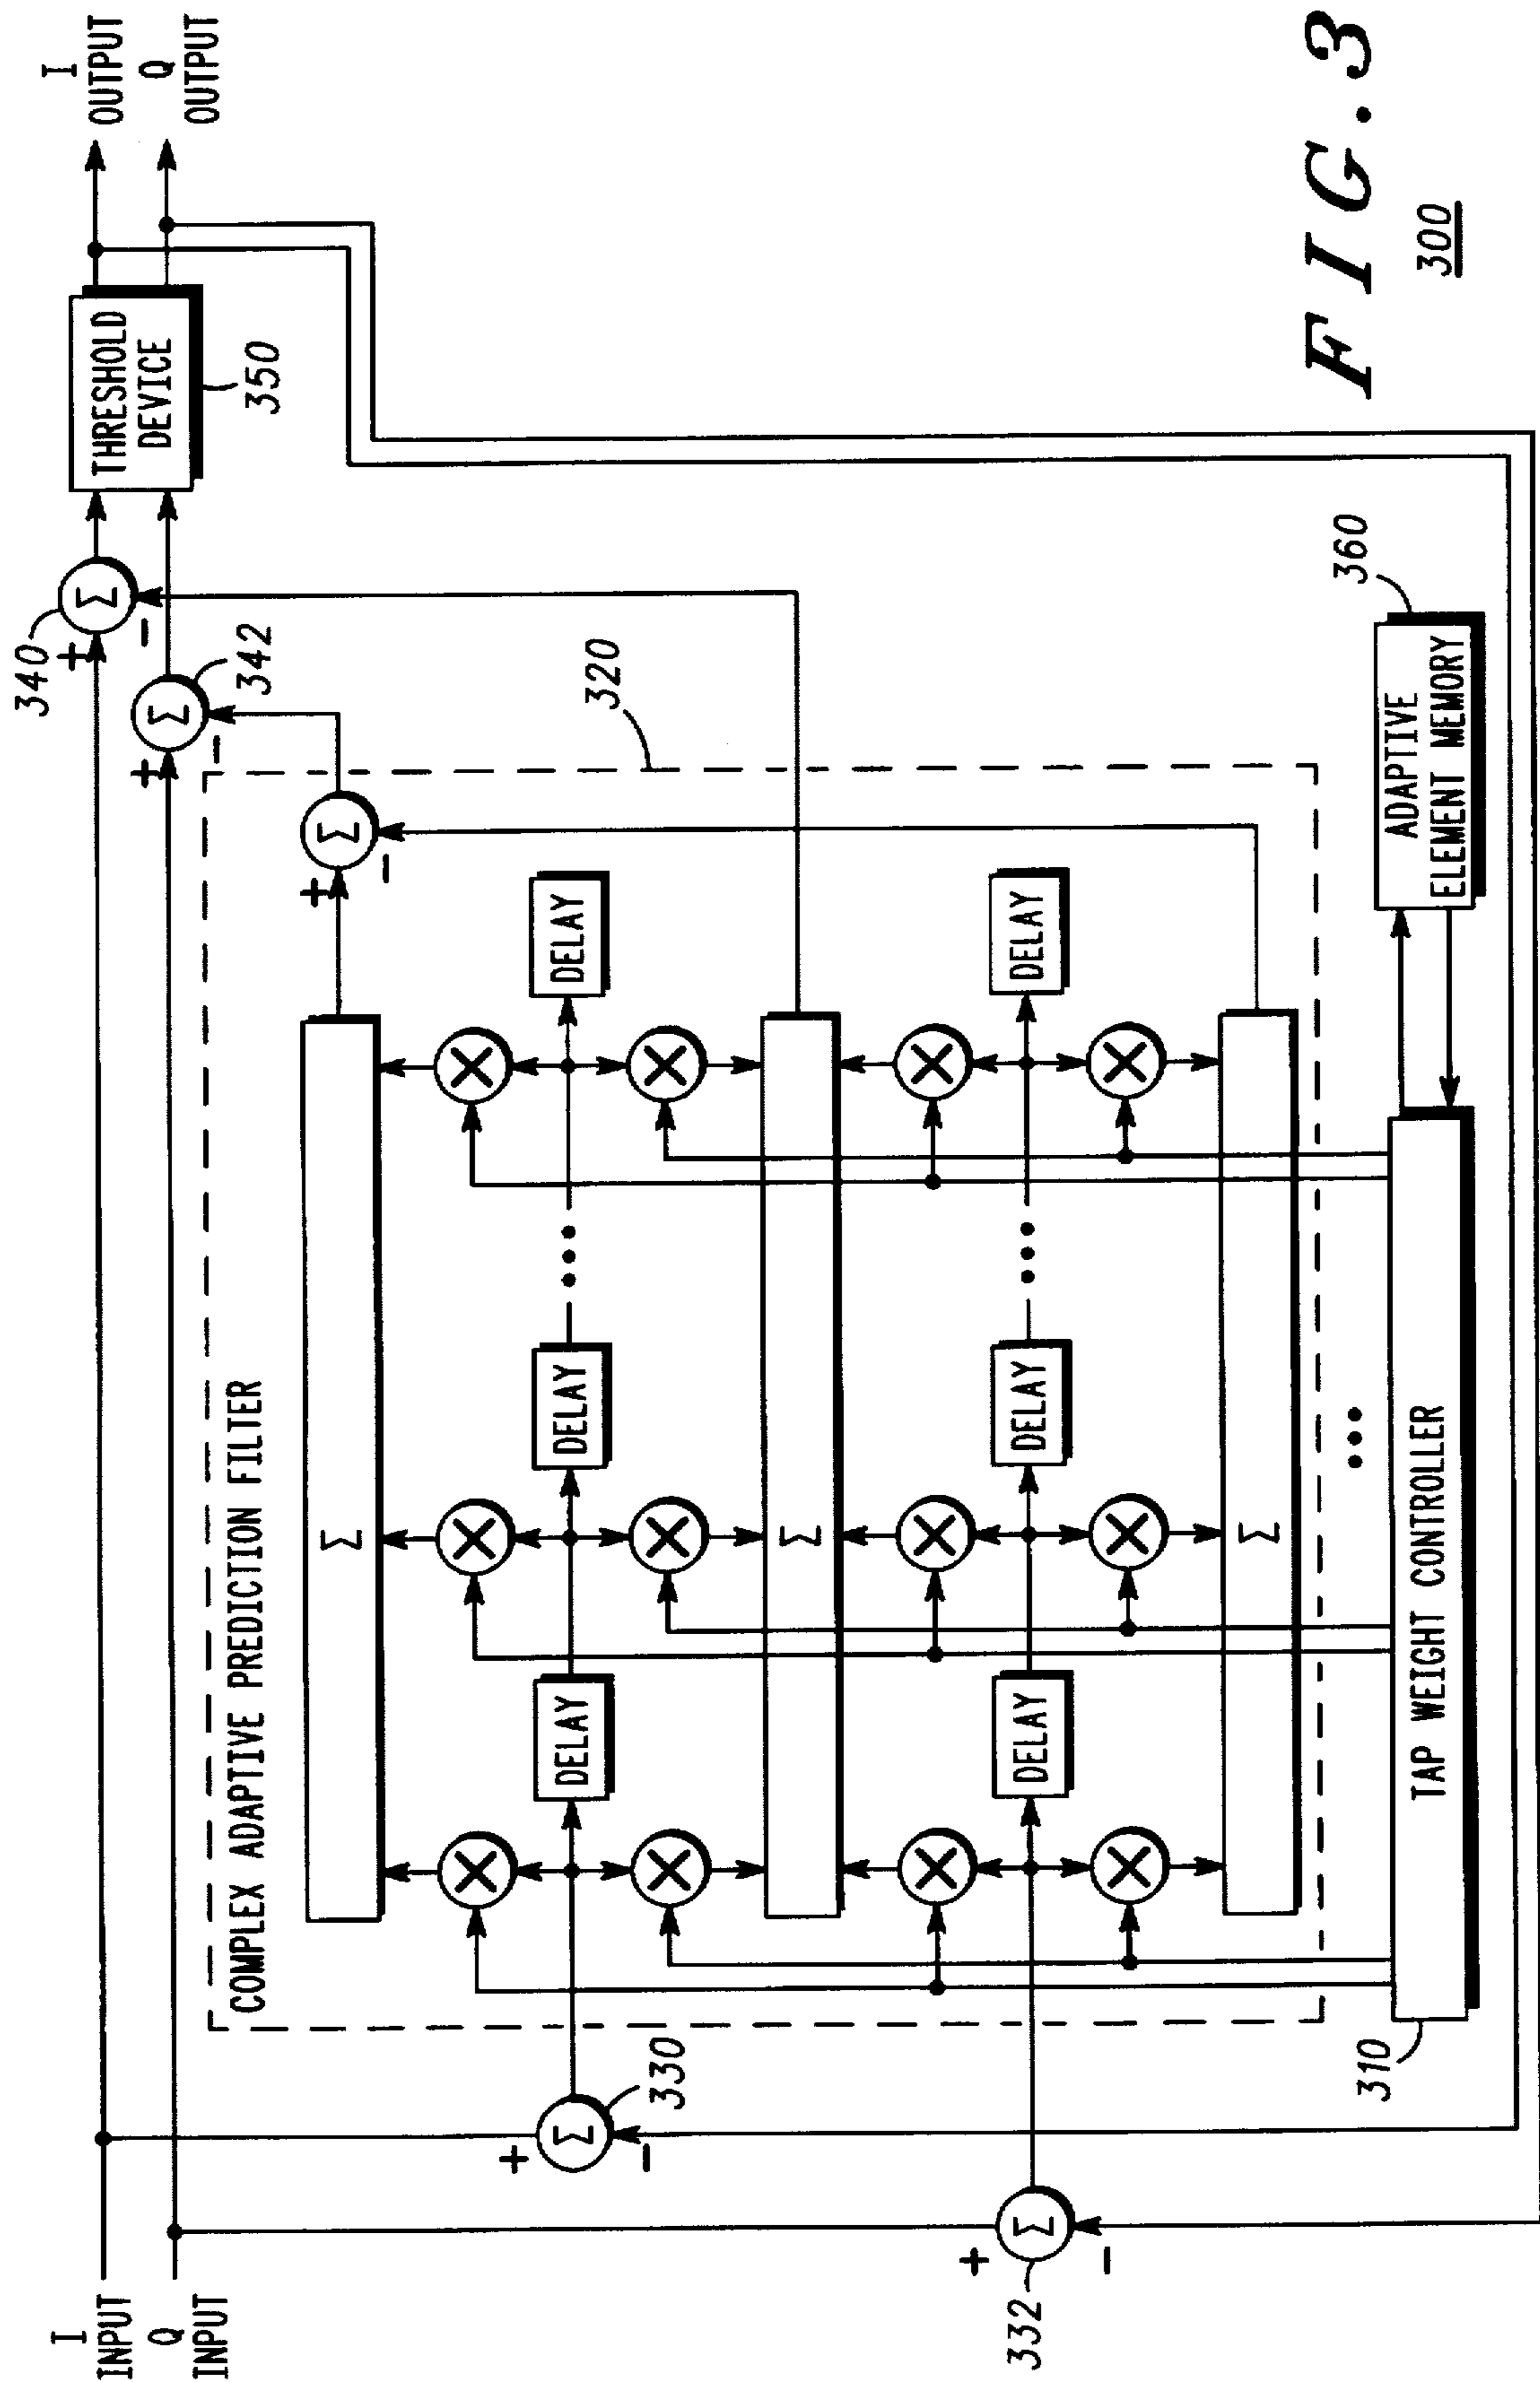 I
INPUT
Q
INPUT
I
OUTPUT
Q
OUTPUT
340
+
−
Σ
342
+
−
Σ
THRESHOLD
DEVICE
350
COMPLEX ADAPTIVE PREDICTION FILTER
320
Σ
+
−
Σ
DELAY
DELAY
DELAY
330
+
−
Σ
Σ
DELAY
DELAY
DELAY
332
+
−
Σ
Σ
310
TAP WEIGHT CONTROLLER
ADAPTIVE
ELEMENT MEMORY
360
FIG.3
300